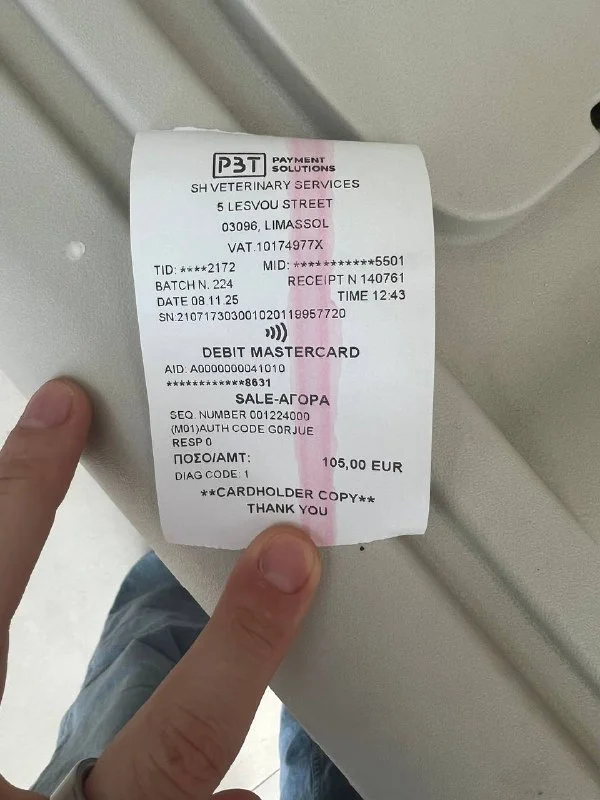 PBT PAYMENT SOLUTIONS
SH VETERINARY SERVICES
5 LESVOU STREET
03096, LIMASSOL
VAT.10174977X
TID: ****2172 MID: ***********5501
BATCH N. 224 RECEIPT N 140761
DATE 08.11.25 TIME 12:43
SN:210717303001020119957720
DEBIT MASTERCARD
AID: A0000000041010
************8631
SALE-ΑΓΟΡΑ
SEQ. NUMBER 001224000
(M01)AUTH CODE G0RJUE
RESP 0
ΠΟΣΟ/AMT: 105,00 EUR
DIAG CODE: 1
**CARDHOLDER COPY**
THANK YOU